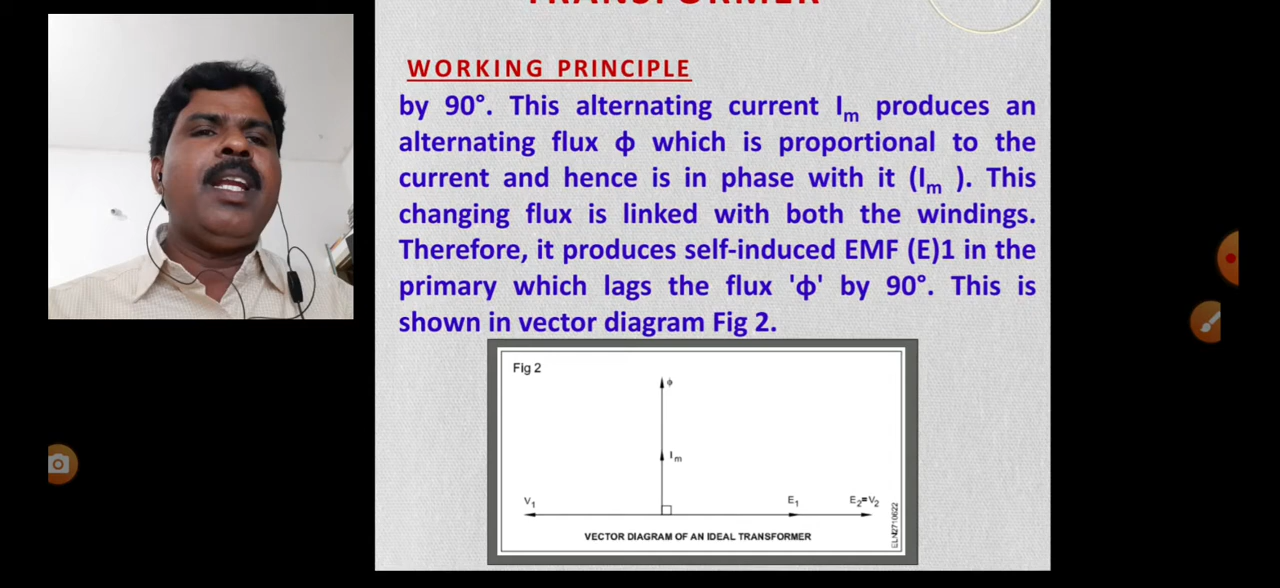 TRANSFORMER
WORKING PRINCIPLE
by 90°. This alternating current Im produces an
alternating flux ϕ which is proportional to the
current and hence is in phase with it (Im ). This
changing flux is linked with both the windings.
Therefore, it produces self-induced EMF (E)1 in the
primary which lags the flux 'ϕ' by 90°. This is
shown in vector diagram Fig 2.
Fig 2
ϕ
Im
V1
E1
E2=V2
VECTOR DIAGRAM OF AN IDEAL TRANSFORMER
ELN2710622